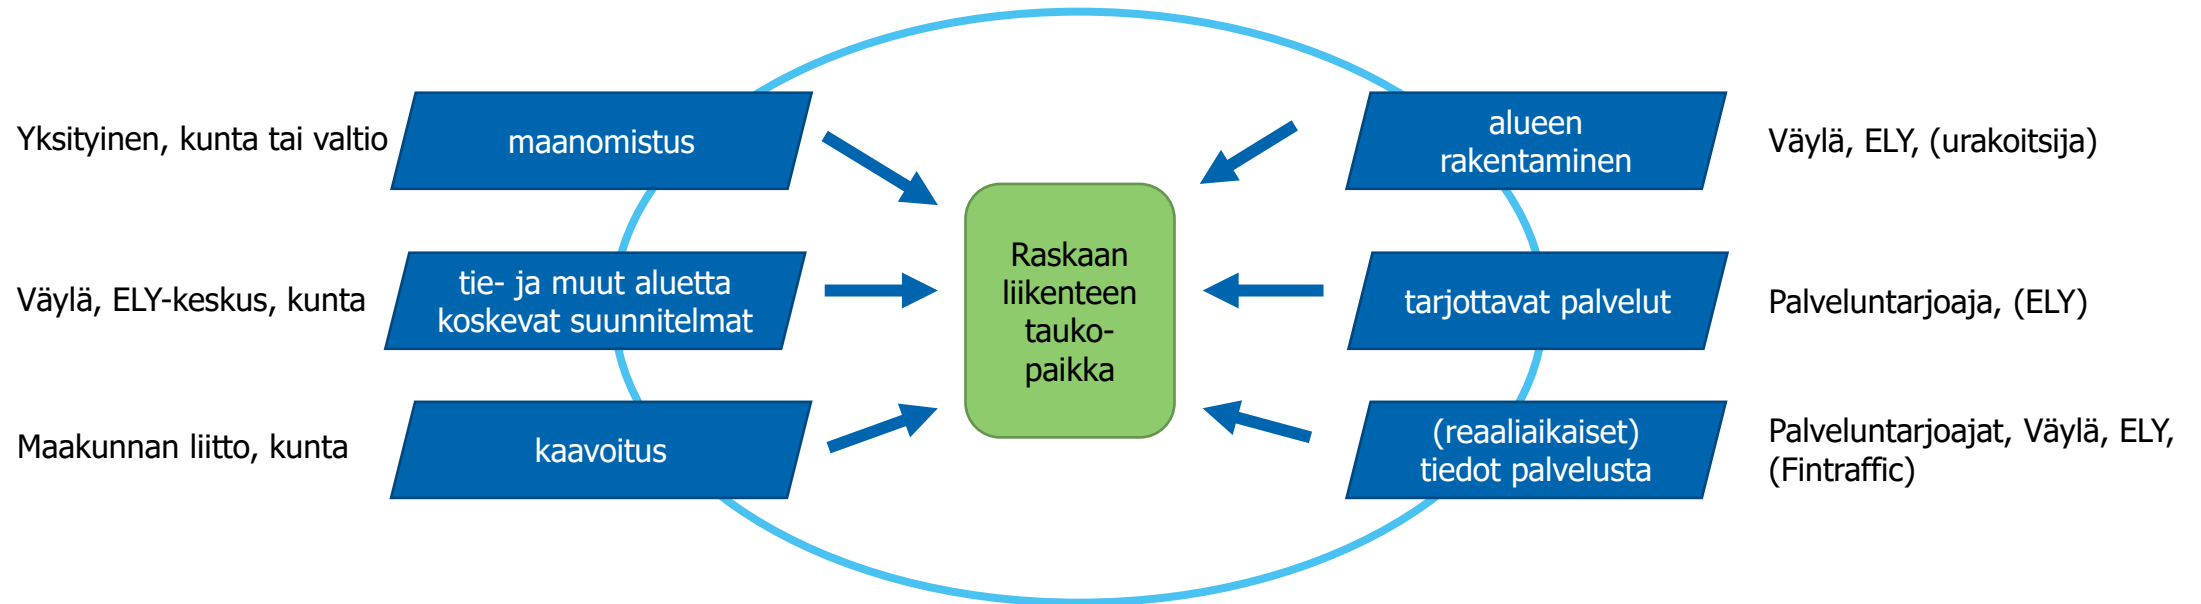 Yksityinen, kunta tai valtio
maanomistus
Väylä, ELY-keskus, kunta
tie- ja muut aluetta
koskevat suunnitelmat
Maakunnan liitto, kunta
kaavoitus
Raskaan
liikenteen
tauko-
paikka
alueen
rakentaminen
Väylä, ELY, (urakoitsija)
tarjottavat palvelut
Palveluntarjoaja, (ELY)
(reaaliaikaiset)
tiedot palvelusta
Palveluntarjoajat, Väylä, ELY,
(Fintraffic)